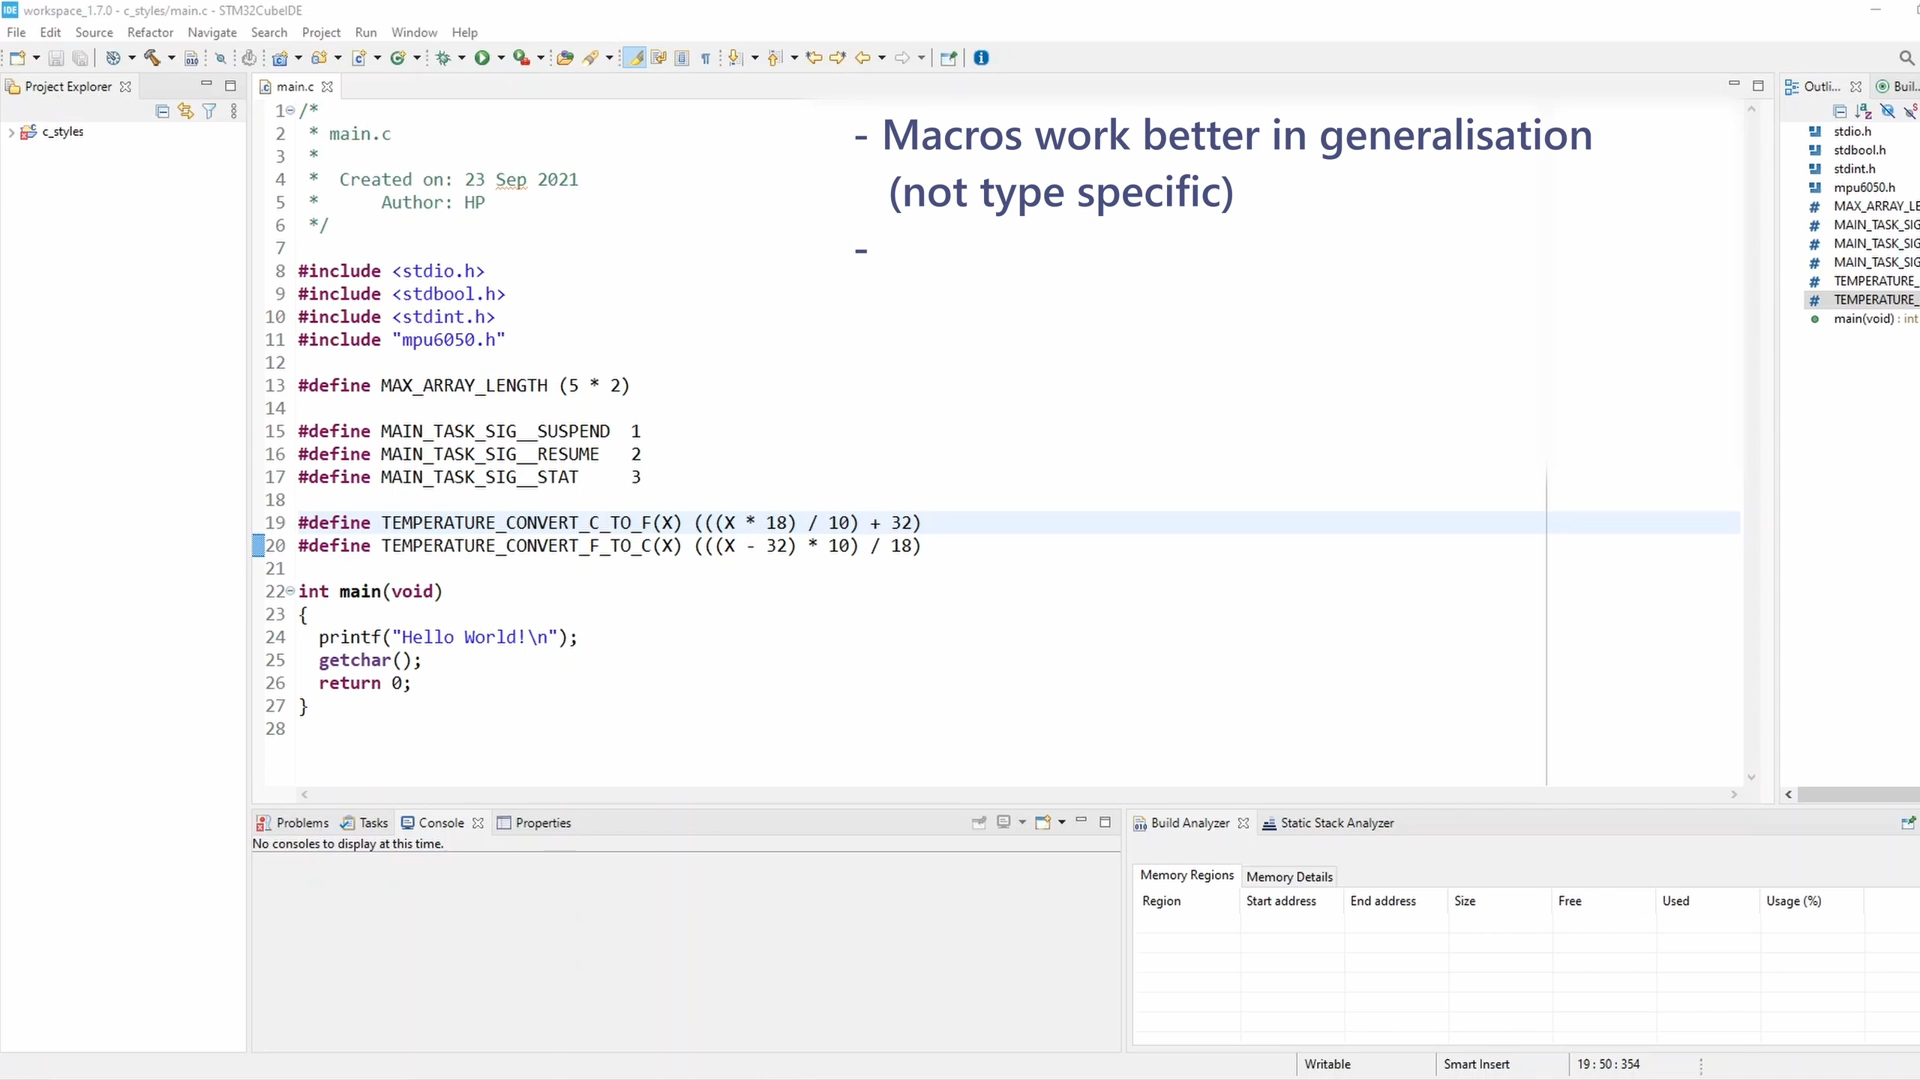 IDE workspace_1.7.0 - c_styles/main.c - STM32CubeIDE
File Edit Source Refactor Navigate Search Project Run Window Help
Project Explorer
c_styles
main.c
1 /*
2  * main.c
3  *
4  *  Created on: 23 Sep 2021
5  *      Author: HP
6  */
7
8 #include <stdio.h>
9 #include <stdbool.h>
10 #include <stdint.h>
11 #include "mpu6050.h"
12
13 #define MAX_ARRAY_LENGTH (5 * 2)
14
15 #define MAIN_TASK_SIG__SUSPEND  1
16 #define MAIN_TASK_SIG__RESUME   2
17 #define MAIN_TASK_SIG__STAT     3
18
19 #define TEMPERATURE_CONVERT_C_TO_F(X) (((X * 18) / 10) + 32)
20 #define TEMPERATURE_CONVERT_F_TO_C(X) (((X - 32) * 10) / 18)
21
22 int main(void)
23 {
24   printf("Hello World!\n");
25   getchar();
26   return 0;
27 }
28
- Macros work better in generalisation
(not type specific)
-
Outli... Buil...
stdio.h
stdbool.h
stdint.h
mpu6050.h
MAX_ARRAY_LE
MAIN_TASK_SIG
MAIN_TASK_SIG
MAIN_TASK_SIG
TEMPERATURE_
TEMPERATURE_
main(void) : int
Problems Tasks Console Properties
No consoles to display at this time.
Build Analyzer Static Stack Analyzer
Memory Regions Memory Details
Region Start address End address Size Free Used Usage (%)
Writable Smart Insert 19 : 50 : 354